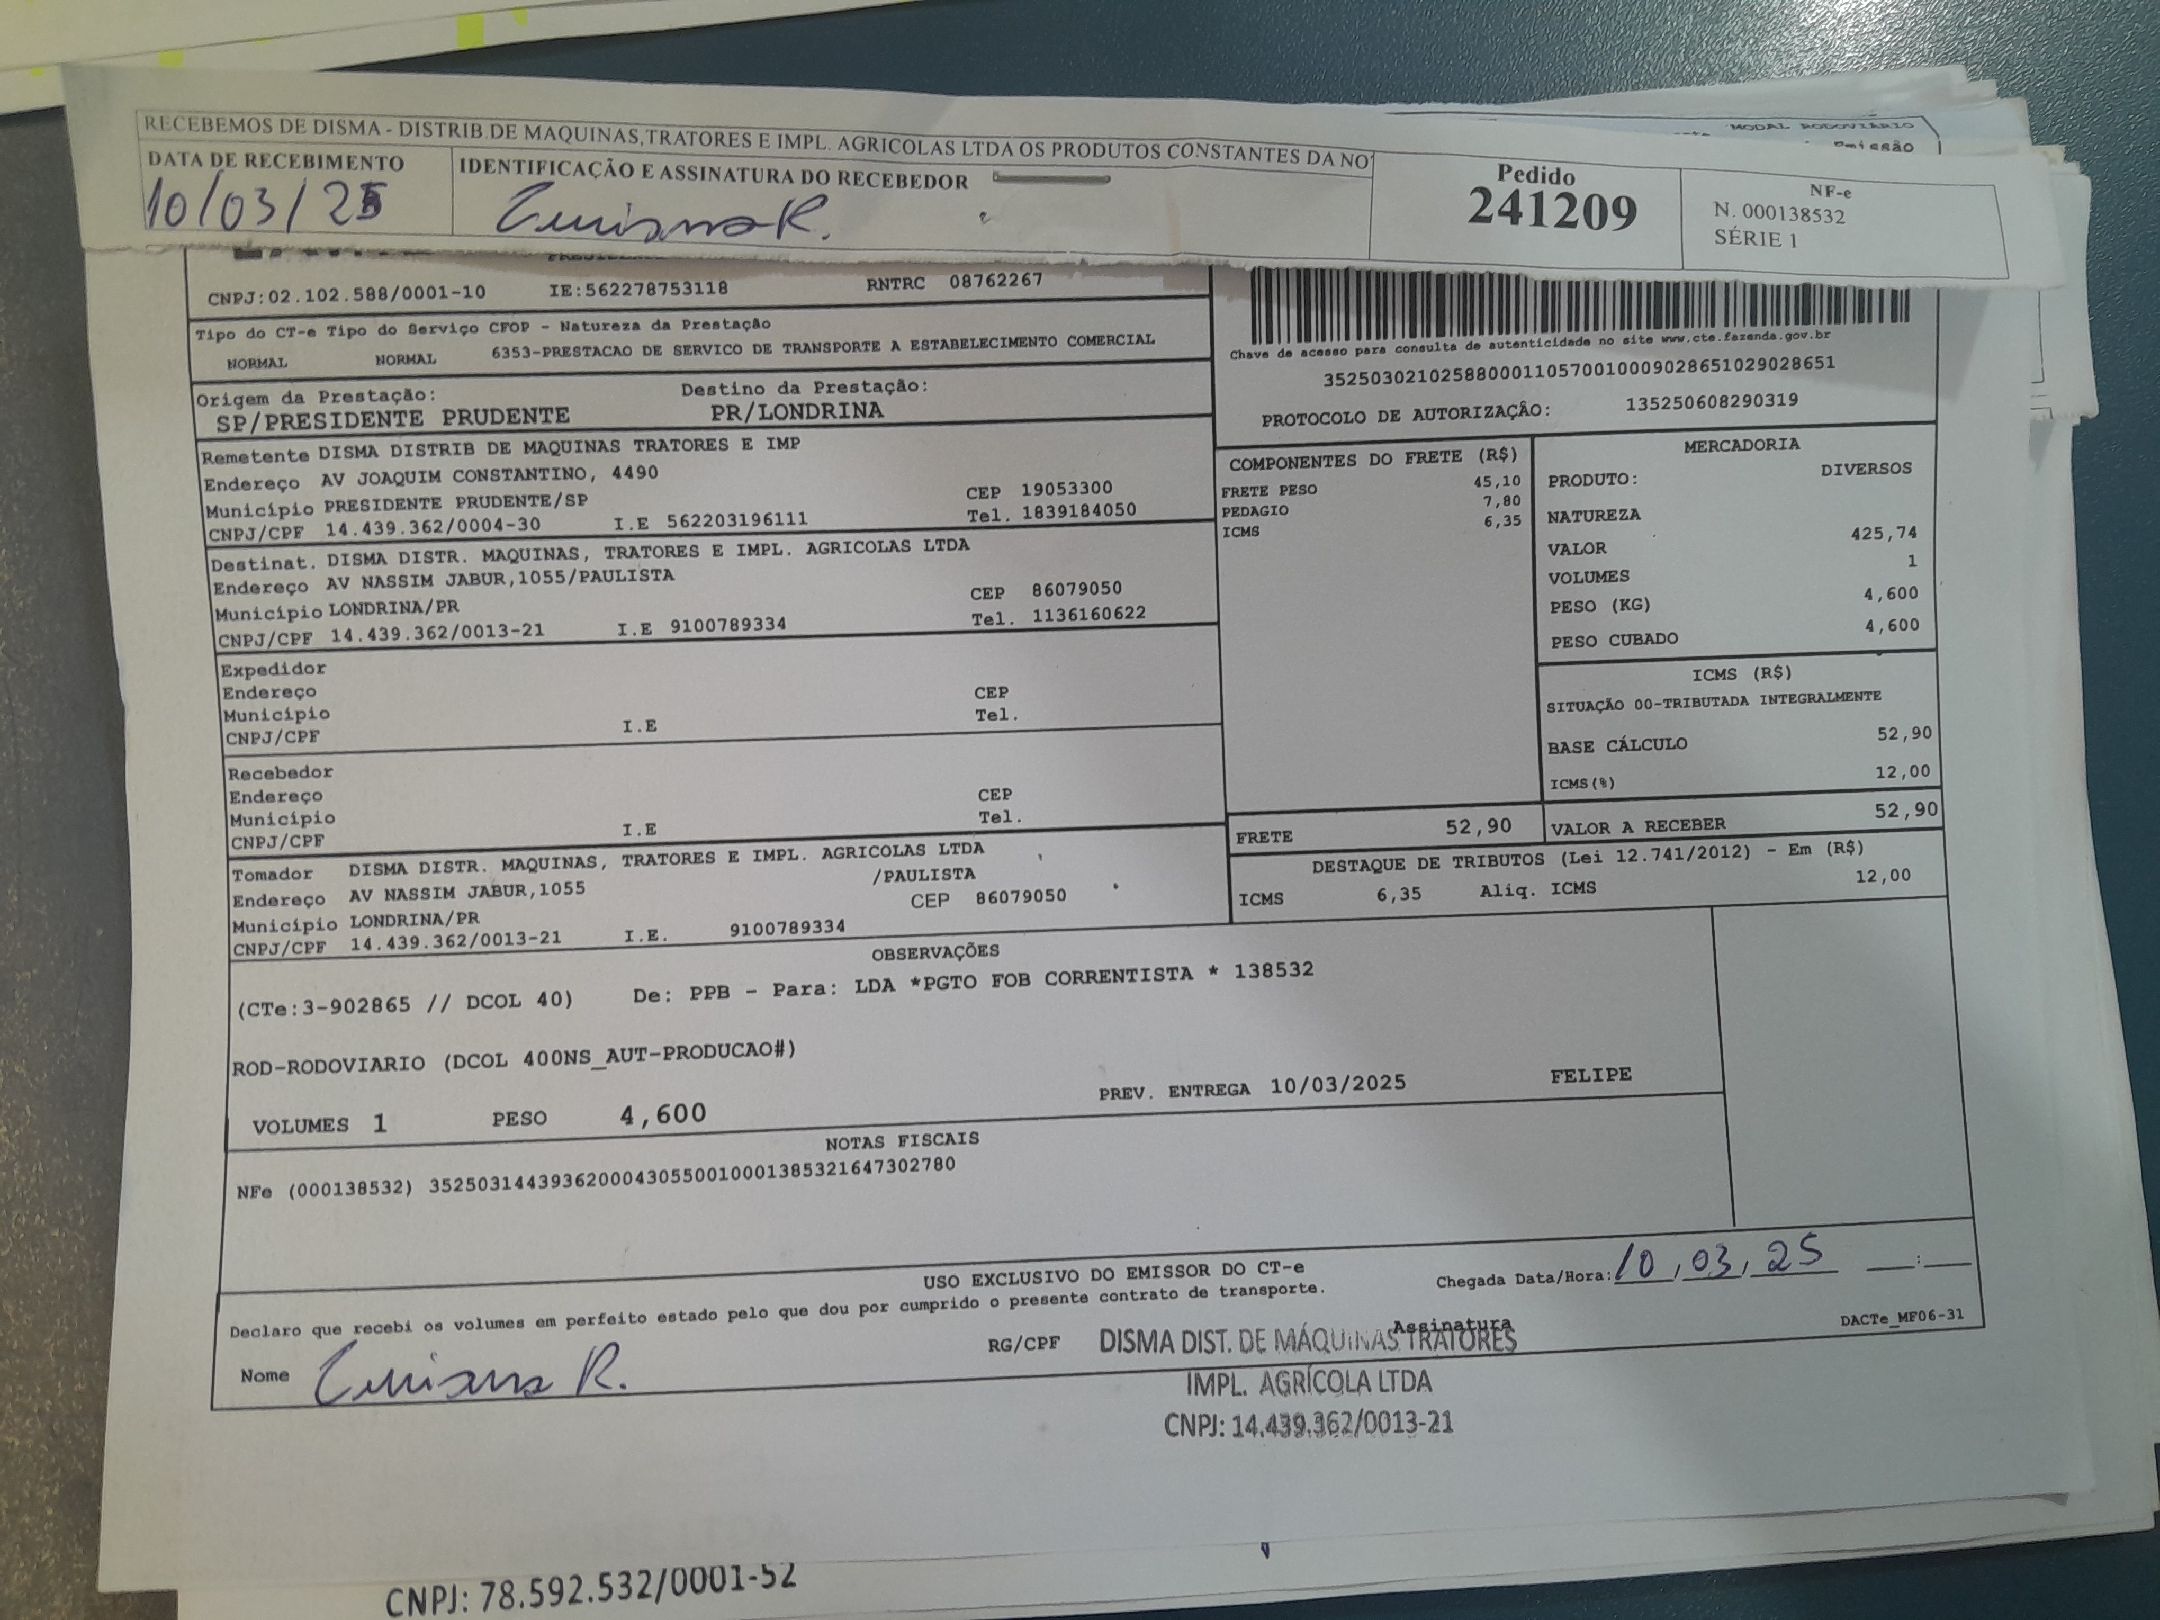 MODAL RODOVIÁRIO
RECEBEMOS DE DISMA - DISTRIB.DE MAQUINAS,TRATORES E IMPL. AGRICOLAS LTDA OS PRODUTOS CONSTANTES DA NO
DATA DE RECEBIMENTO
10/03/25
IDENTIFICAÇÃO E ASSINATURA DO RECEBEDOR
Pedido
241209
NF-e
N. 000138532
SÉRIE 1
CNPJ:02.102.588/0001-10 IE:562278753118 RNTRC 08762267
Tipo do CT-e Tipo do Serviço CFOP - Natureza da Prestação
NORMAL NORMAL 6353-PRESTACAO DE SERVICO DE TRANSPORTE A ESTABELECIMENTO COMERCIAL
Origem da Prestação: Destino da Prestação:
SP/PRESIDENTE PRUDENTE PR/LONDRINA
Chave de acesso para consulta de autenticidade no site www.cte.fazenda.gov.br
35250302102588000110570010009028651029028651
PROTOCOLO DE AUTORIZAÇÃO: 135250608290319
Remetente DISMA DISTRIB DE MAQUINAS TRATORES E IMP
Endereço AV JOAQUIM CONSTANTINO, 4490
Município PRESIDENTE PRUDENTE/SP CEP 19053300
CNPJ/CPF 14.439.362/0004-30 I.E 562203196111 Tel. 1839184050
Destinat. DISMA DISTR. MAQUINAS, TRATORES E IMPL. AGRICOLAS LTDA
Endereço AV NASSIM JABUR,1055/PAULISTA
Município LONDRINA/PR CEP 86079050
CNPJ/CPF 14.439.362/0013-21 I.E 9100789334 Tel. 1136160622
Expedidor
Endereço CEP
Município Tel.
CNPJ/CPF I.E
Recebedor
Endereço CEP
Município Tel.
CNPJ/CPF I.E
Tomador DISMA DISTR. MAQUINAS, TRATORES E IMPL. AGRICOLAS LTDA
Endereço AV NASSIM JABUR,1055 /PAULISTA
Município LONDRINA/PR CEP 86079050
CNPJ/CPF 14.439.362/0013-21 I.E. 9100789334
COMPONENTES DO FRETE (R$)
FRETE PESO 45,10
PEDAGIO 7,80
ICMS 6,35
FRETE 52,90
MERCADORIA
PRODUTO: DIVERSOS
NATUREZA
VALOR 425,74
VOLUMES 1
PESO (KG) 4,600
PESO CUBADO 4,600
ICMS (R$)
SITUAÇÃO 00-TRIBUTADA INTEGRALMENTE
BASE CÁLCULO 52,90
ICMS(%) 12,00
VALOR A RECEBER 52,90
DESTAQUE DE TRIBUTOS (Lei 12.741/2012) - Em (R$)
ICMS 6,35 Aliq. ICMS 12,00
OBSERVAÇÕES
(CTe:3-902865 // DCOL 40) De: PPB - Para: LDA *PGTO FOB CORRENTISTA * 138532
ROD-RODOVIARIO (DCOL 400NS_AUT-PRODUCAO#)
PREV. ENTREGA 10/03/2025 FELIPE
VOLUMES 1 PESO 4,600
NOTAS FISCAIS
NFe (000138532) 35250314439362000430550010001385321647302780
USO EXCLUSIVO DO EMISSOR DO CT-e
Chegada Data/Hora: 10,03,25 __:__
Declaro que recebi os volumes em perfeito estado pelo que dou por cumprido o presente contrato de transporte.
Nome RG/CPF Assinatura
DACTe_MF06-31
DISMA DIST. DE MÁQUINAS TRATORES
IMPL. AGRÍCOLA LTDA
CNPJ: 14.439.362/0013-21
CNPJ: 78.592.532/0001-52